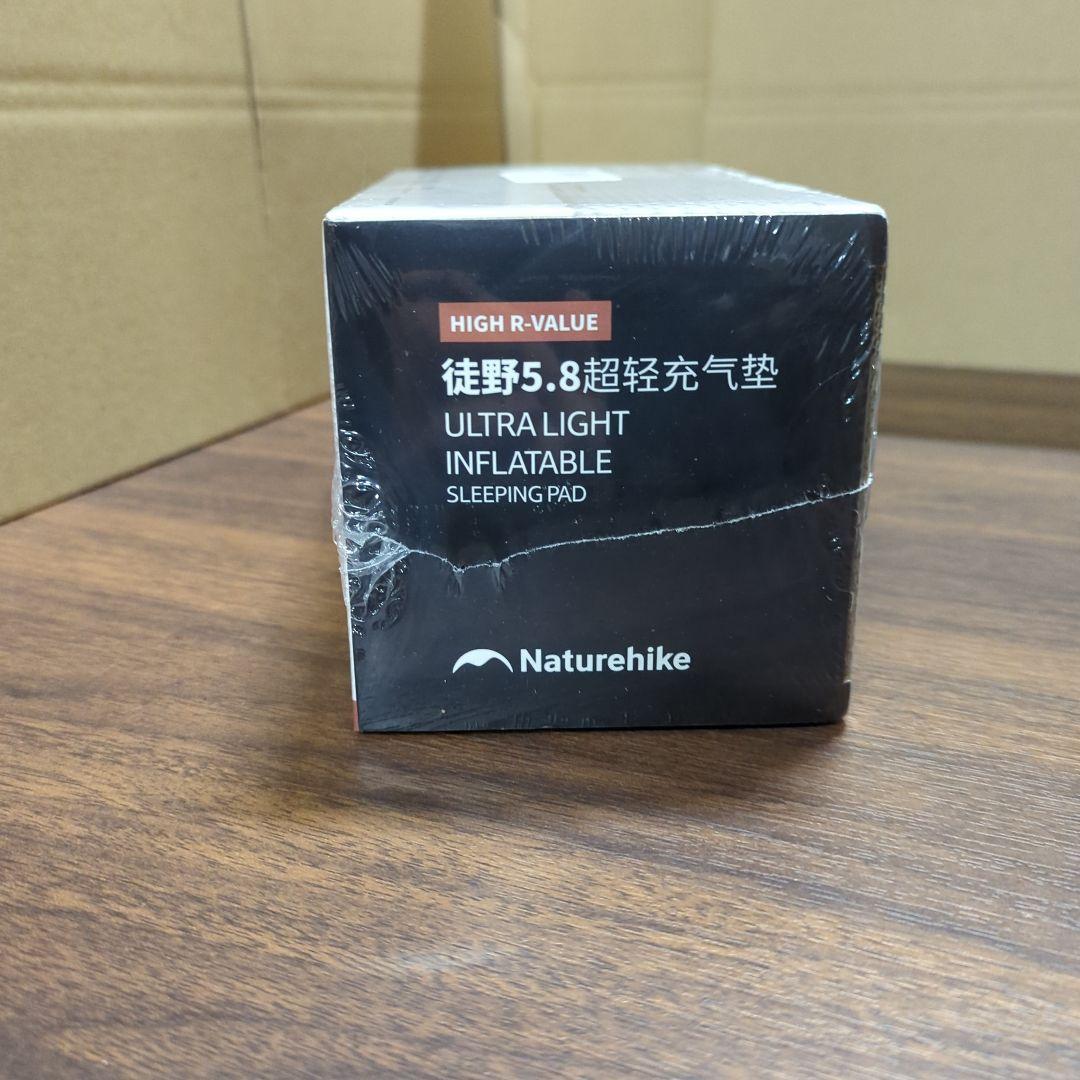 HIGH R-VALUE
徒野5.8超轻充气垫
ULTRA LIGHT
INFLATABLE
SLEEPING PAD
Naturehike